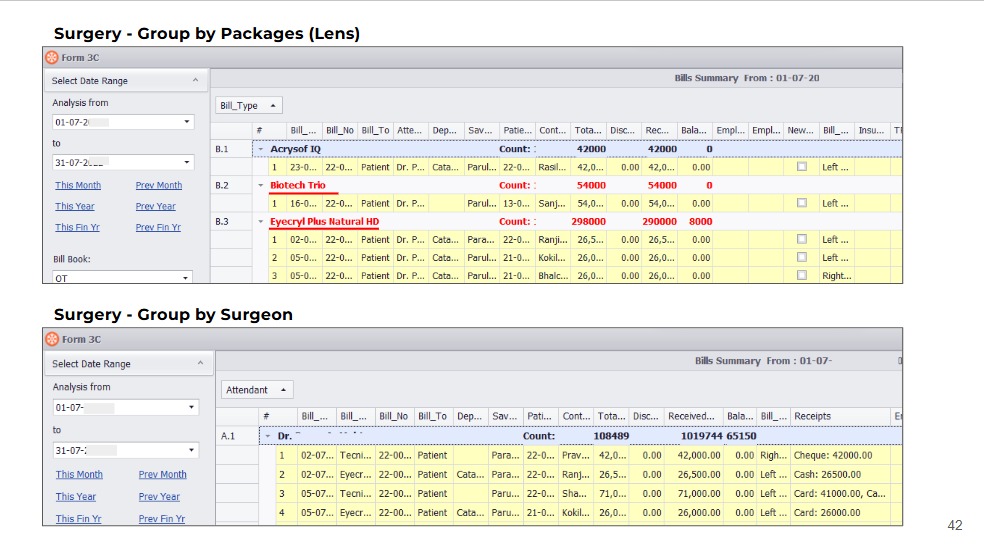 Surgery - Group by Packages (Lens)
Form 3C
Select Date Range
Bills Summary From : 01-07-20
Analysis from
Bill_Type
01-07-2
to
# Bill_... Bill_No Bill_To Atte... Dep... Sav... Patie... Cont... Tota... Disc... Rec... Bala... Empl... Empl... New... Bill_... Insu...
B.1 Acrysof IQ Count: 42000 42000 0
31-07-2
1 23-0... 22-0... Patient Dr. P... Cata... Parul... 22-0... Rasil... 42,0... 0.00 42,0... 0.00 Left ...
This Month Prev Month
B.2 Biotech Trio Count: 54000 54000 0
This Year Prev Year
1 16-0... 22-0... Patient Dr. P... Parul... 13-0... Sanj... 54,0... 0.00 54,0... 0.00 Left ...
This Fin Yr Prev Fin Yr
B.3 Eyecryl Plus Natural HD Count: 298000 290000 8000
1 02-0... 22-0... Patient Dr. P... Cata... Para... 22-0... Ranji... 26,5... 0.00 26,5... 0.00 Left ...
Bill Book:
2 05-0... 22-0... Patient Dr. P... Cata... Parul... 21-0... Kokil... 26,0... 0.00 26,0... 0.00 Left ...
OT
3 05-0... 22-0... Patient Dr. P... Cata... Parul... 21-0... Bhalc... 26,0... 0.00 26,0... 0.00 Right...
Surgery - Group by Surgeon
Form 3C
Select Date Range
Bills Summary From : 01-07-
Analysis from
Attendant
01-07-
to
# Bill_... Bill_... Bill_No Bill_To Dep... Sav... Pati... Cont... Tota... Disc... Received... Bala... Bill_... Receipts
A.1 Dr. Count: 108489 1019744 65150
31-07-
1 02-07... Tecni... 22-00... Patient Para... 22-0... Prav... 42,0... 0.00 42,000.00 0.00 Righ... Cheque: 42000.00
This Month Prev Month
2 02-07... Eyecr... 22-00... Patient Cata... Para... 22-0... Ranj... 26,5... 0.00 26,500.00 0.00 Left ... Cash: 26500.00
This Year Prev Year
3 05-07... Tecni... 22-00... Patient Paru... 22-0... Sha... 71,0... 0.00 71,000.00 0.00 Left ... Card: 41000.00, Ca...
This Fin Yr Prev Fin Yr
4 05-07... Eyecr... 22-00... Patient Cata... Paru... 21-0... Kokil... 26,0... 0.00 26,000.00 0.00 Left ... Card: 26000.00
42